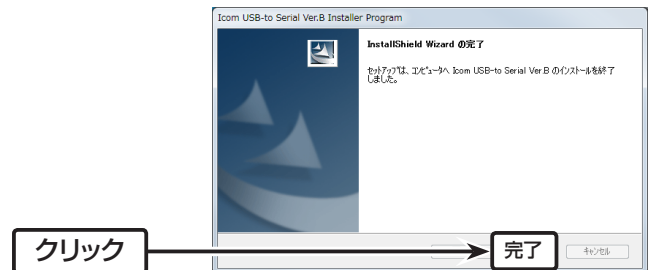 Icom USB-to Serial Ver.B Installer Program
InstallShield Wizard の完了
セットアップは、コンピュータへ Icom USB-to Serial Ver.B のインストールを終了
しました。
クリック
完了
キャンセル